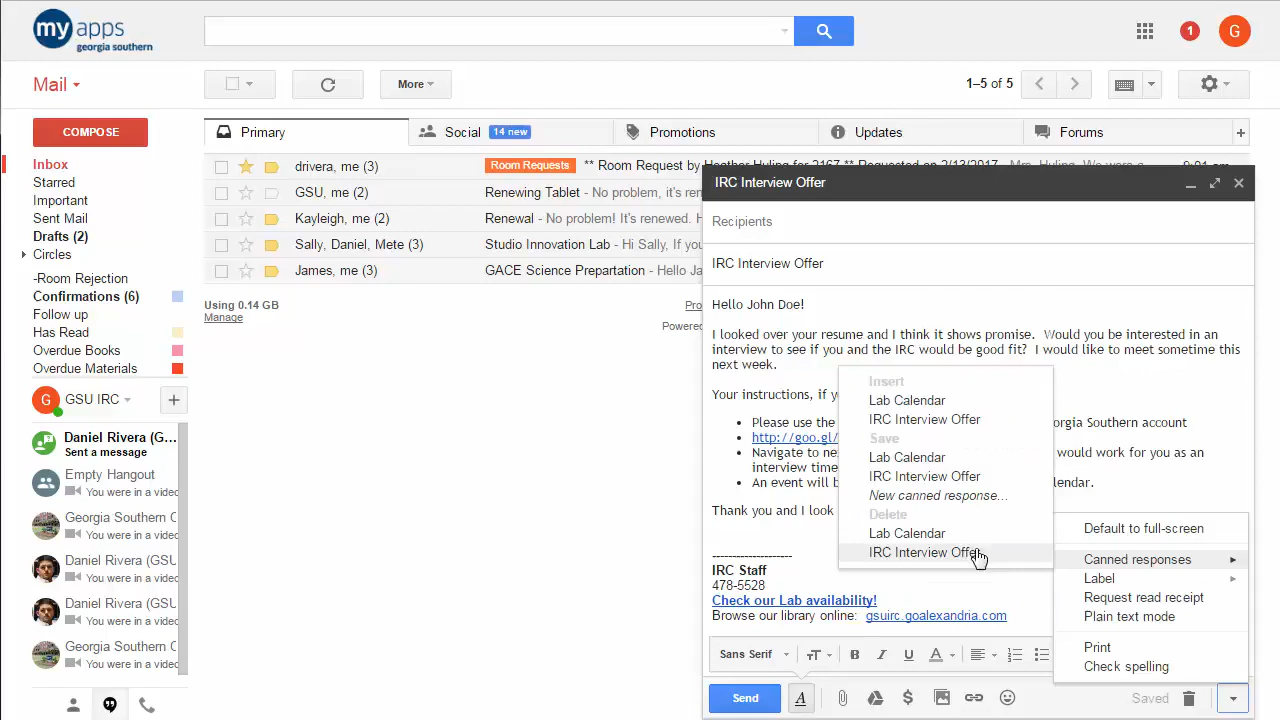 my apps
georgia southern
1
G
Mail
More
1–5 of 5
COMPOSE
Primary
Social 14 new
Promotions
Updates
Forums
+
Inbox
Starred
Important
Sent Mail
Drafts (2)
Circles
-Room Rejection
Confirmations (6)
Follow up
Has Read
Overdue Books
Overdue Materials
drivera, me (3) Room Requests ** Room Request by Heather Huling for 2167 ** Requested on 2/13/2017 - Mrs. Huling, We were a 9:01 am
GSU, me (2) Renewing Tablet - No problem, it's ren
Kayleigh, me (2) Renewal - No problem! It's renewed. H
Sally, Daniel, Mete (3) Studio Innovation Lab - Hi Sally, If you
James, me (3) GACE Science Prepartation - Hello Ja
Using 0.14 GB
Manage
Pro
Powere
G GSU IRC
+
Daniel Rivera (G...
Sent a message
Empty Hangout
You were in a video
Georgia Southern C
You were in a video
Daniel Rivera (GSU
You were in a video
Daniel Rivera (GSU
You were in a video
Georgia Southern C
You were in a video
IRC Interview Offer
Recipients
IRC Interview Offer
Hello John Doe!
I looked over your resume and I think it shows promise. Would you be interested in an
interview to see if you and the IRC would be good fit? I would like to meet sometime this
next week.
Your instructions, if y
Please use the orgia Southern account
http://goo.gl/
Navigate to ne would work for you as an
interview time
An event will b lendar.
Thank you and I look
--------------------
IRC Staff
478-5528
Check our Lab availability!
Browse our library online: gsuirc.goalexandria.com
Insert
Lab Calendar
IRC Interview Offer
Save
Lab Calendar
IRC Interview Offer
New canned response...
Delete
Lab Calendar
IRC Interview Offer
Default to full-screen
Canned responses
Label
Request read receipt
Plain text mode
Print
Check spelling
Sans Serif
Send
Saved